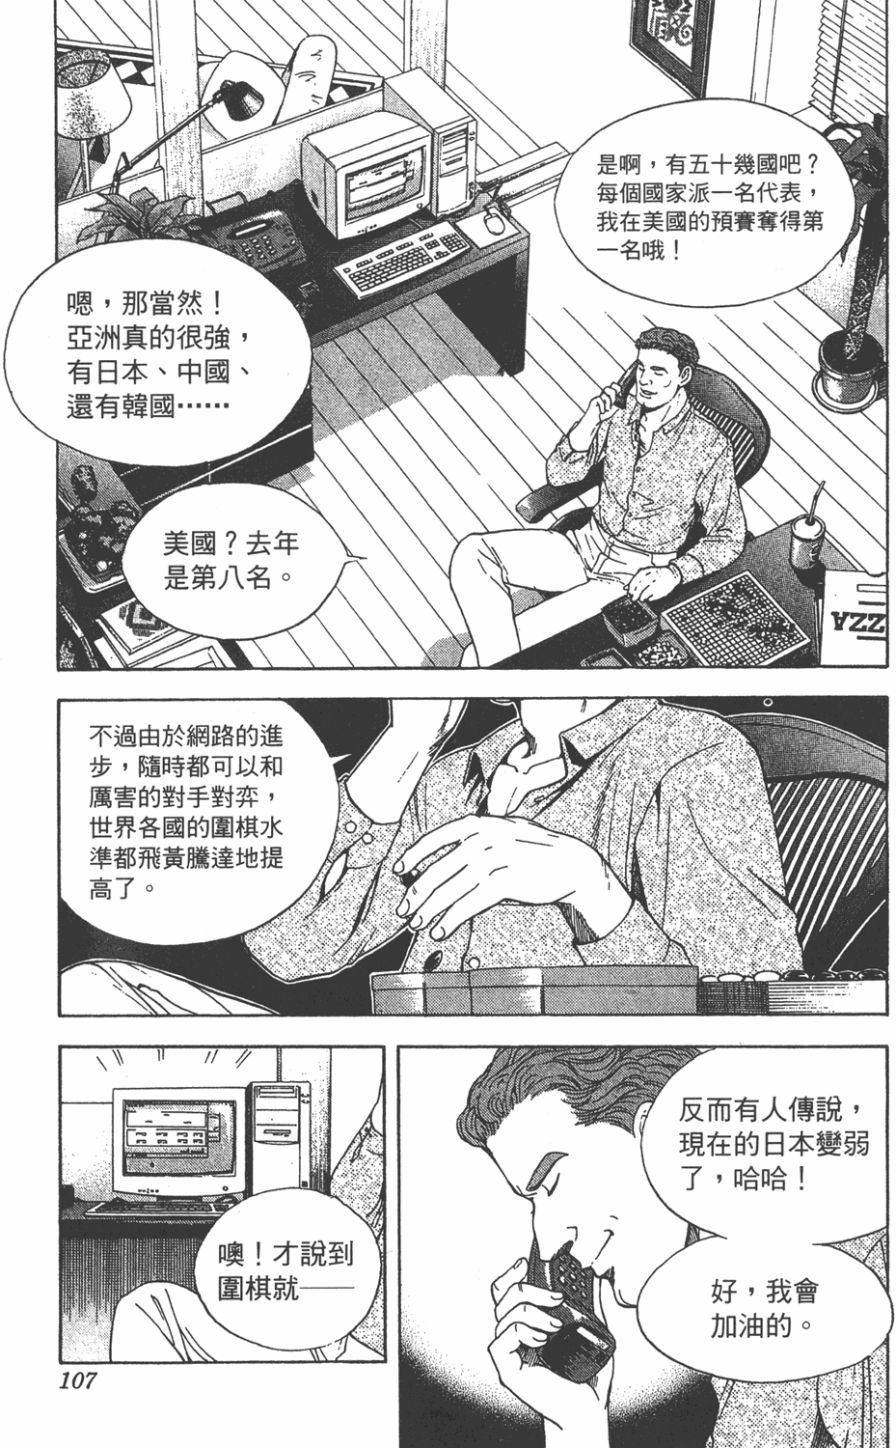 是啊，有五十幾國吧？
每個國家派一名代表，
我在美國的預賽奪得第
一名哦！
嗯，那當然！
亞洲真的很強，
有日本、中國、
還有韓國……
美國？去年
是第八名。
ZZA
不過由於網路的進
步，隨時都可以和
厲害的對手對弈，
世界各國的圍棋水
準都飛黃騰達地提
高了。
反而有人傳說，
現在的日本變弱
了，哈哈！
好，我會
加油的。
噢！才說到
圍棋就——
107